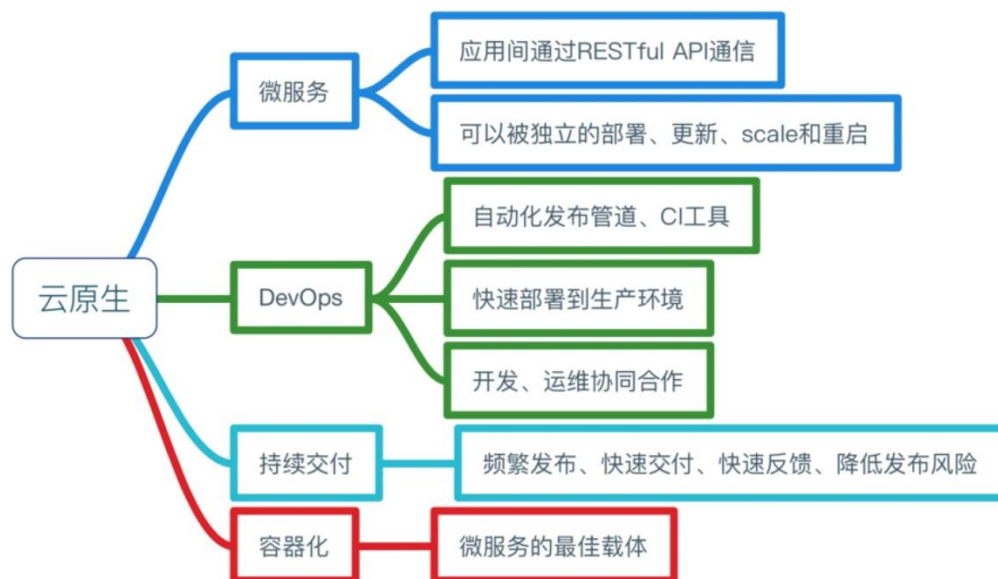 云原生
微服务
应用间通过RESTful API通信
可以被独立的部署、更新、scale和重启
DevOps
自动化发布管道、CI工具
快速部署到生产环境
开发、运维协同合作
持续交付
频繁发布、快速交付、快速反馈、降低发布风险
容器化
微服务的最佳载体